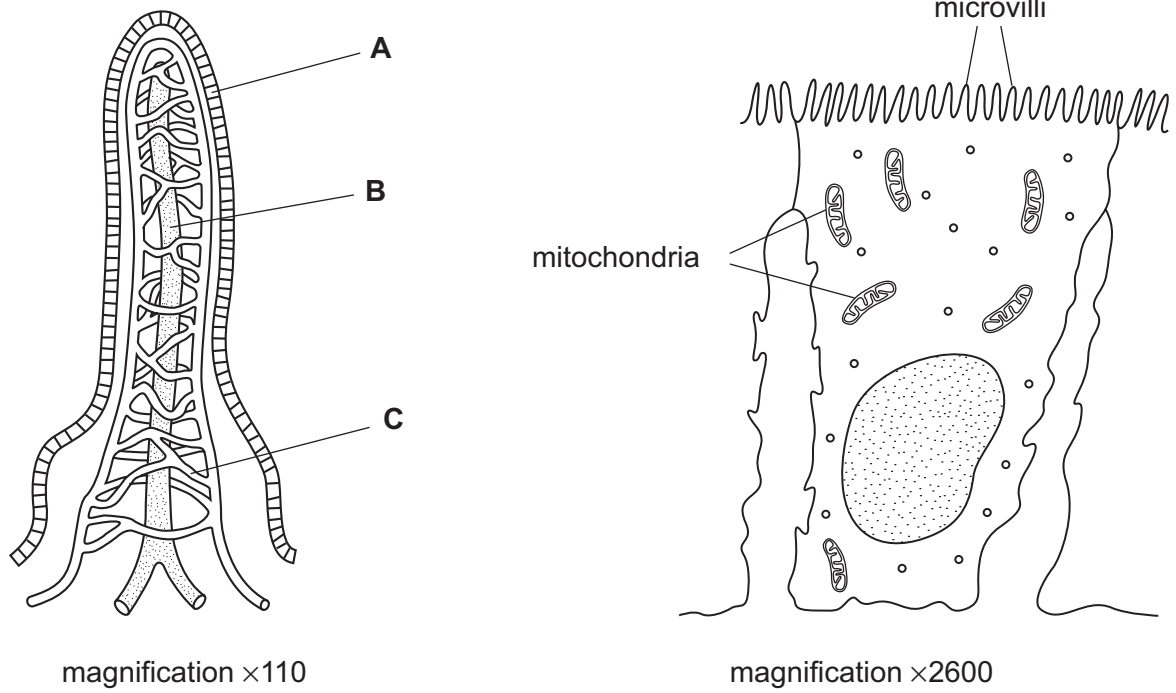 microvilli
A
B
mitochondria
C
magnification ×110
magnification ×2600